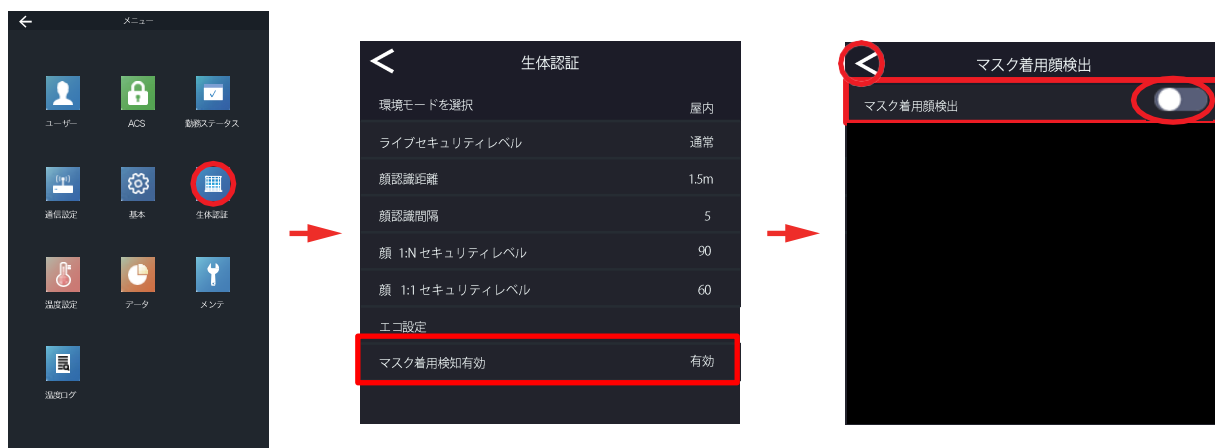 メニュー
ユーザー
ACS
勤務ステータス
通信設定
基本
生体認証
温度設定
データ
メンテ
温度ログ
生体認証
環境モードを選択 屋内
ライブセキュリティレベル 通常
顔認識距離 1.5m
顔認識間隔 5
顔 1:N セキュリティレベル 90
顔 1:1 セキュリティレベル 60
エコ設定
マスク着用検知有効 有効
マスク着用顔検出
マスク着用顔検出